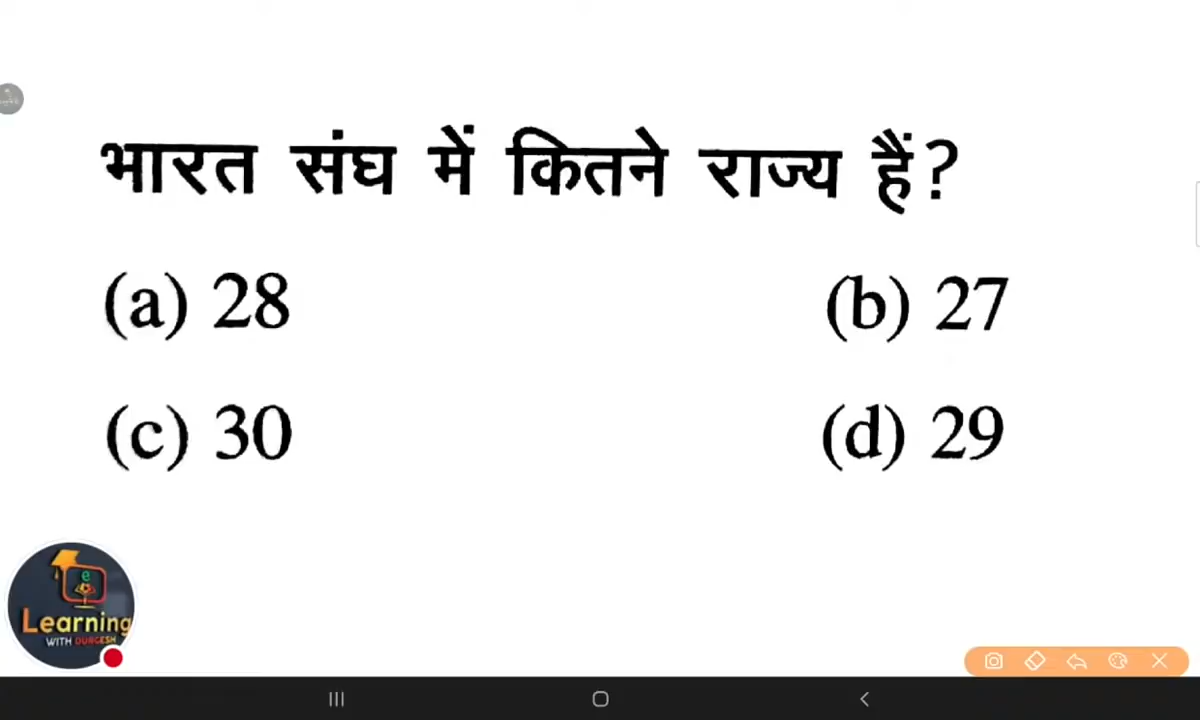 भारत संघ में कितने राज्य हैं?
(a) 28 (b) 27
(c) 30 (d) 29
e
Learning
WITH DURGESH